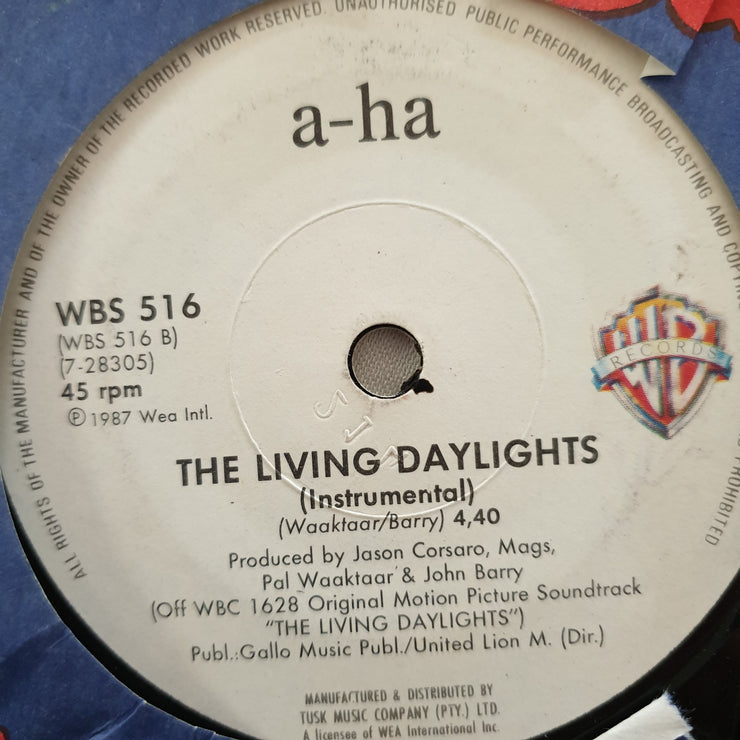 ALL RIGHTS OF THE MANUFACTURER AND OF THE OWNER OF THE RECORDED WORK RESERVED. UNAUTHORISED PUBLIC PERFORMANCE BROADCASTING AND
PROHIBITED
a-ha
WBS 516
(WBS 516 B)
(7-28305)
45 rpm
℗ 1987 Wea Intl.
WB
RECORDS
THE LIVING DAYLIGHTS
(Instrumental)
(Waaktaar/Barry) 4,40
Produced by Jason Corsaro, Mags,
Pal Waaktaar & John Barry
(Off WBC 1628 Original Motion Picture Soundtrack
"THE LIVING DAYLIGHTS")
Publ.:Gallo Music Publ./United Lion M. (Dir.)
MANUFACTURED & DISTRIBUTED BY
TUSK MUSIC COMPANY (PTY.) LTD.
A licensee of WEA International Inc.